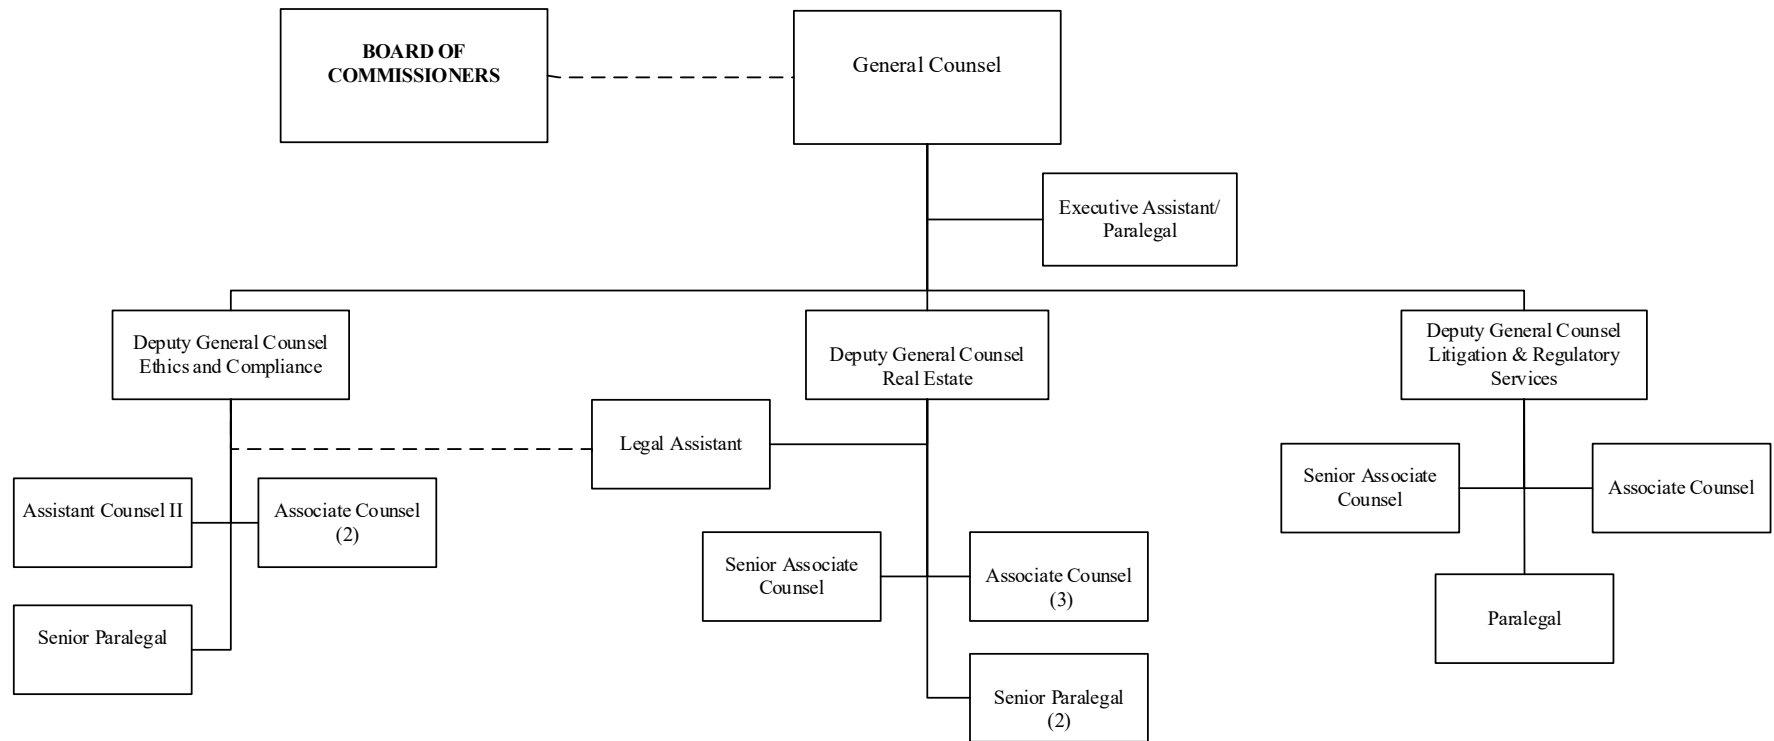 BOARD OF
COMMISSIONERS
General Counsel
Executive Assistant/
Paralegal
Deputy General Counsel
Ethics and Compliance
Deputy General Counsel
Real Estate
Deputy General Counsel
Litigation & Regulatory
Services
Legal Assistant
Assistant Counsel II
Associate Counsel
(2)
Senior Paralegal
Senior Associate
Counsel
Associate Counsel
(3)
Senior Paralegal
(2)
Senior Associate
Counsel
Associate Counsel
Paralegal